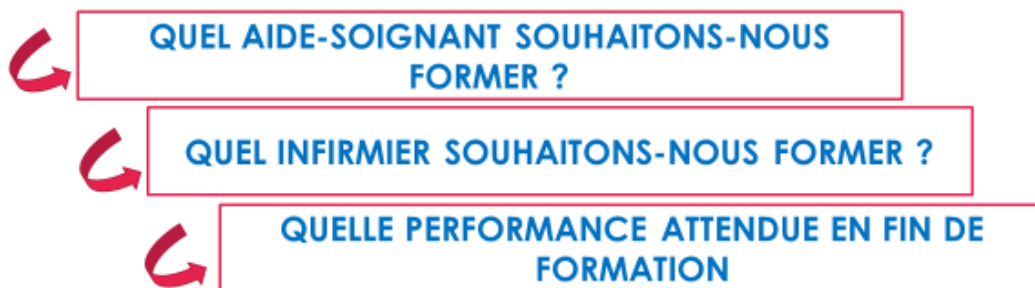 QUEL AIDE-SOIGNANT SOUHAITONS-NOUS
FORMER ?
QUEL INFIRMIER SOUHAITONS-NOUS FORMER ?
QUELLE PERFORMANCE ATTENDUE EN FIN DE
FORMATION